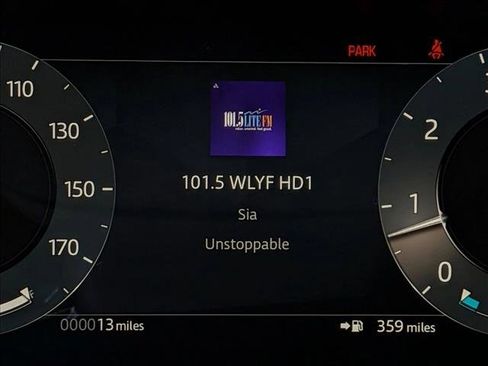 PARK
110
130
150
170
3
2
1
0
101.5 LITE FM
101.5 WLYF HD1
Sia
Unstoppable
000013 miles
359 miles